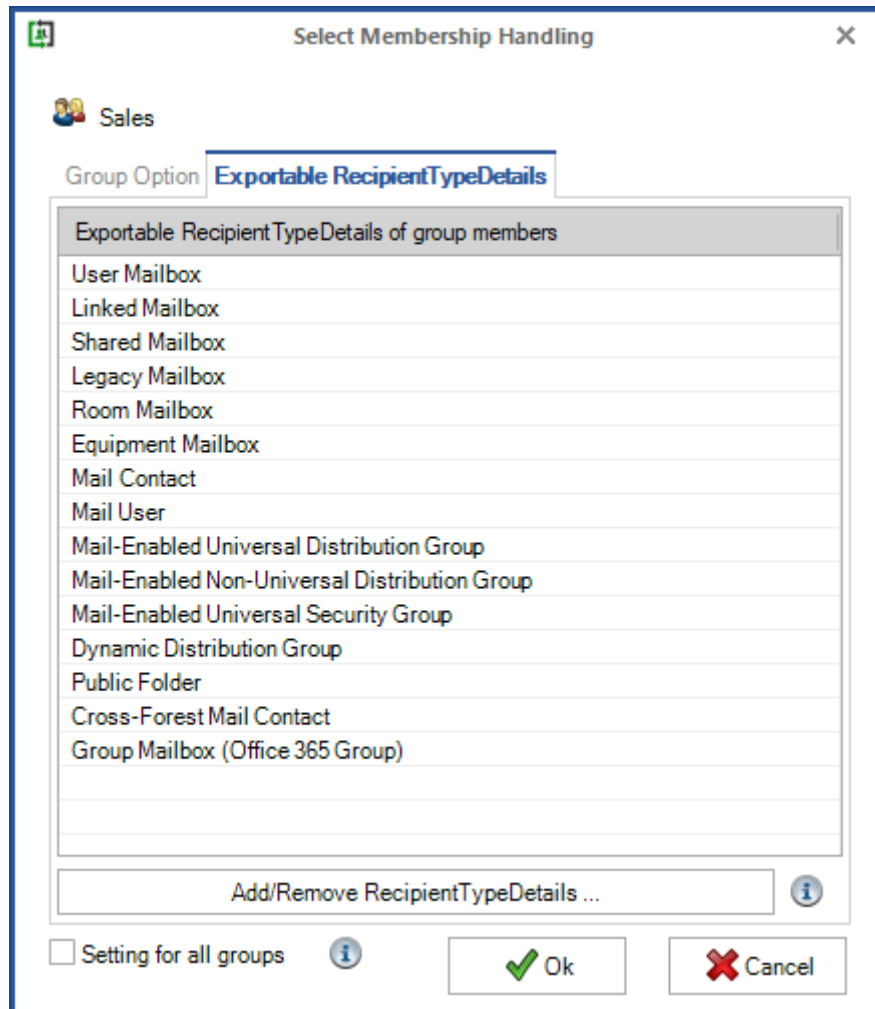 Select Membership Handling
Sales
Group Option Exportable RecipientTypeDetails
Exportable RecipientTypeDetails of group members
User Mailbox
Linked Mailbox
Shared Mailbox
Legacy Mailbox
Room Mailbox
Equipment Mailbox
Mail Contact
Mail User
Mail-Enabled Universal Distribution Group
Mail-Enabled Non-Universal Distribution Group
Mail-Enabled Universal Security Group
Dynamic Distribution Group
Public Folder
Cross-Forest Mail Contact
Group Mailbox (Office 365 Group)
Add/Remove RecipientTypeDetails ...
Setting for all groups Ok Cancel